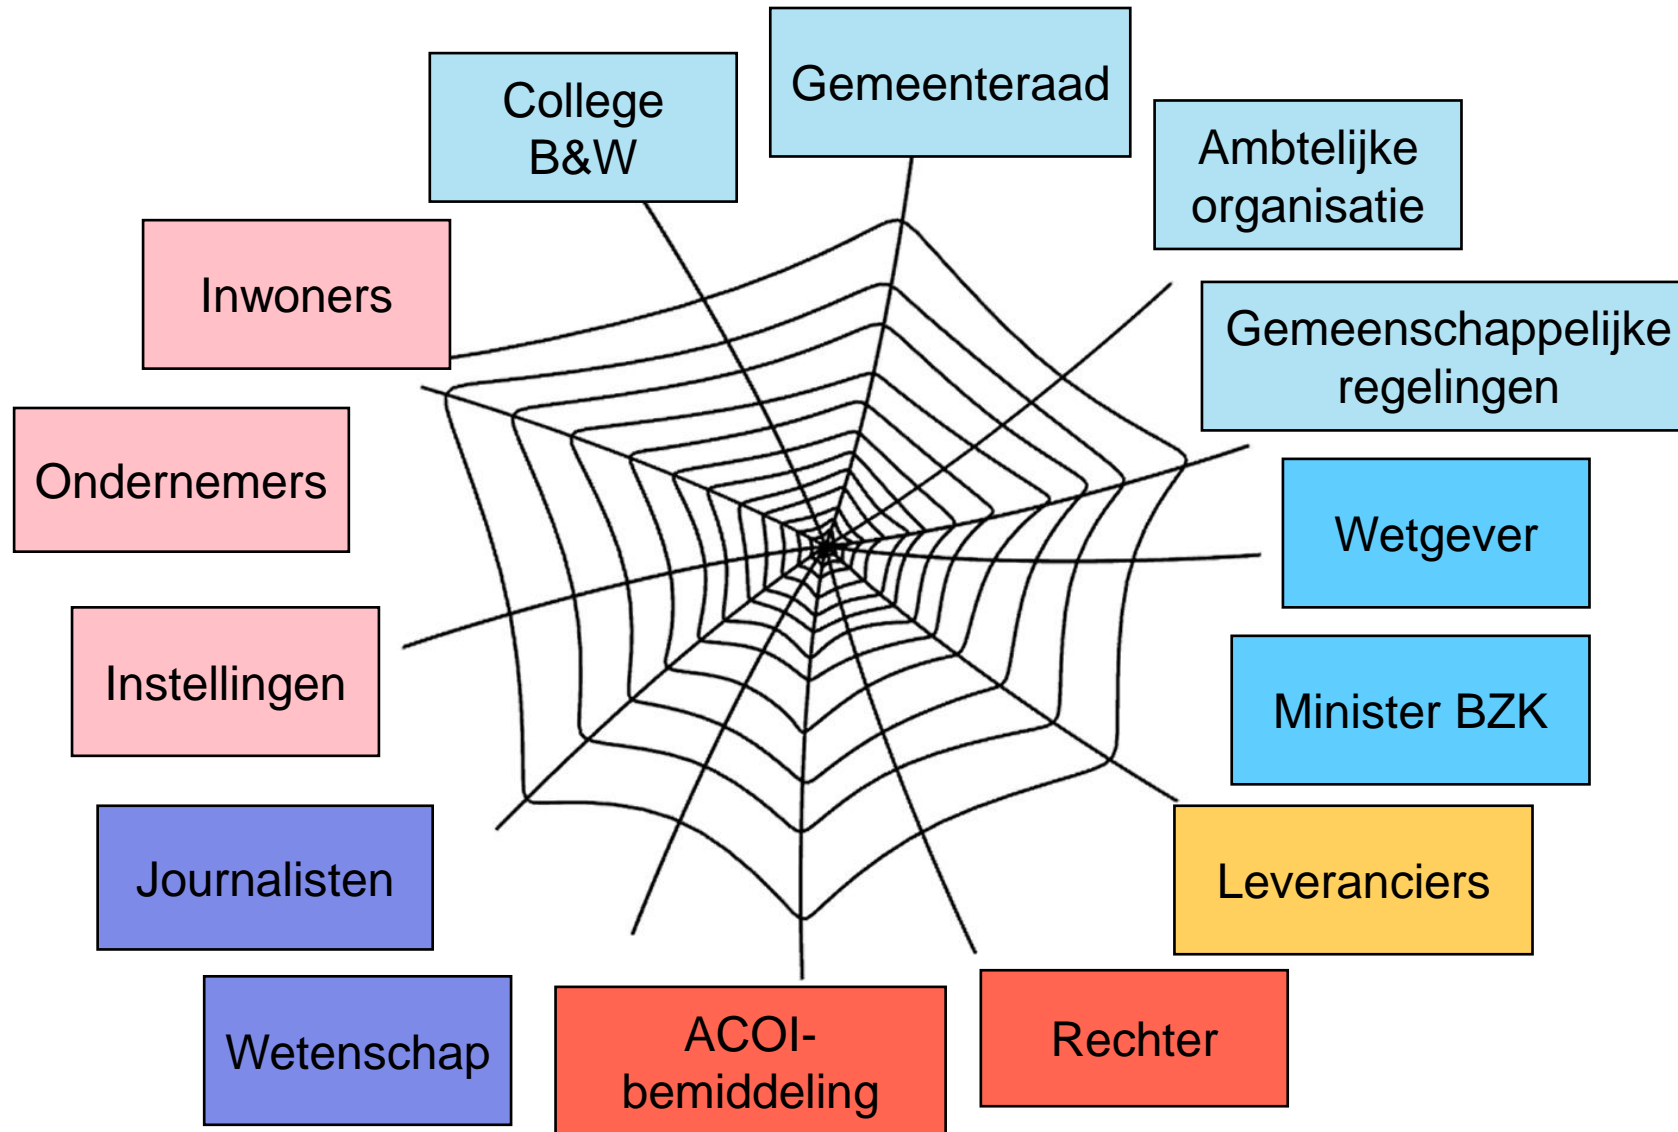 Gemeenteraad
College
B&W
Ambtelijke
organisatie
Inwoners
Gemeenschappelijke
regelingen
Ondernemers
Wetgever
Instellingen
Minister BZK
Journalisten
Leveranciers
Wetenschap
ACOI-
bemiddeling
Rechter